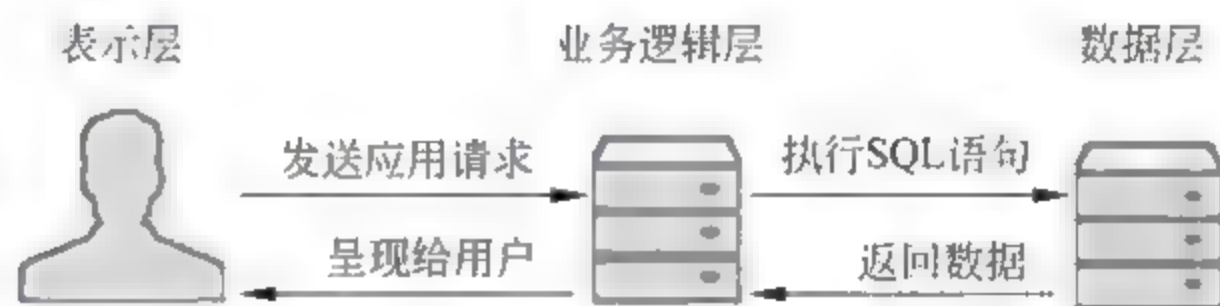 表示层
业务逻辑层
数据层
发送应用请求
执行SQL语句
呈现给用户
返回数据